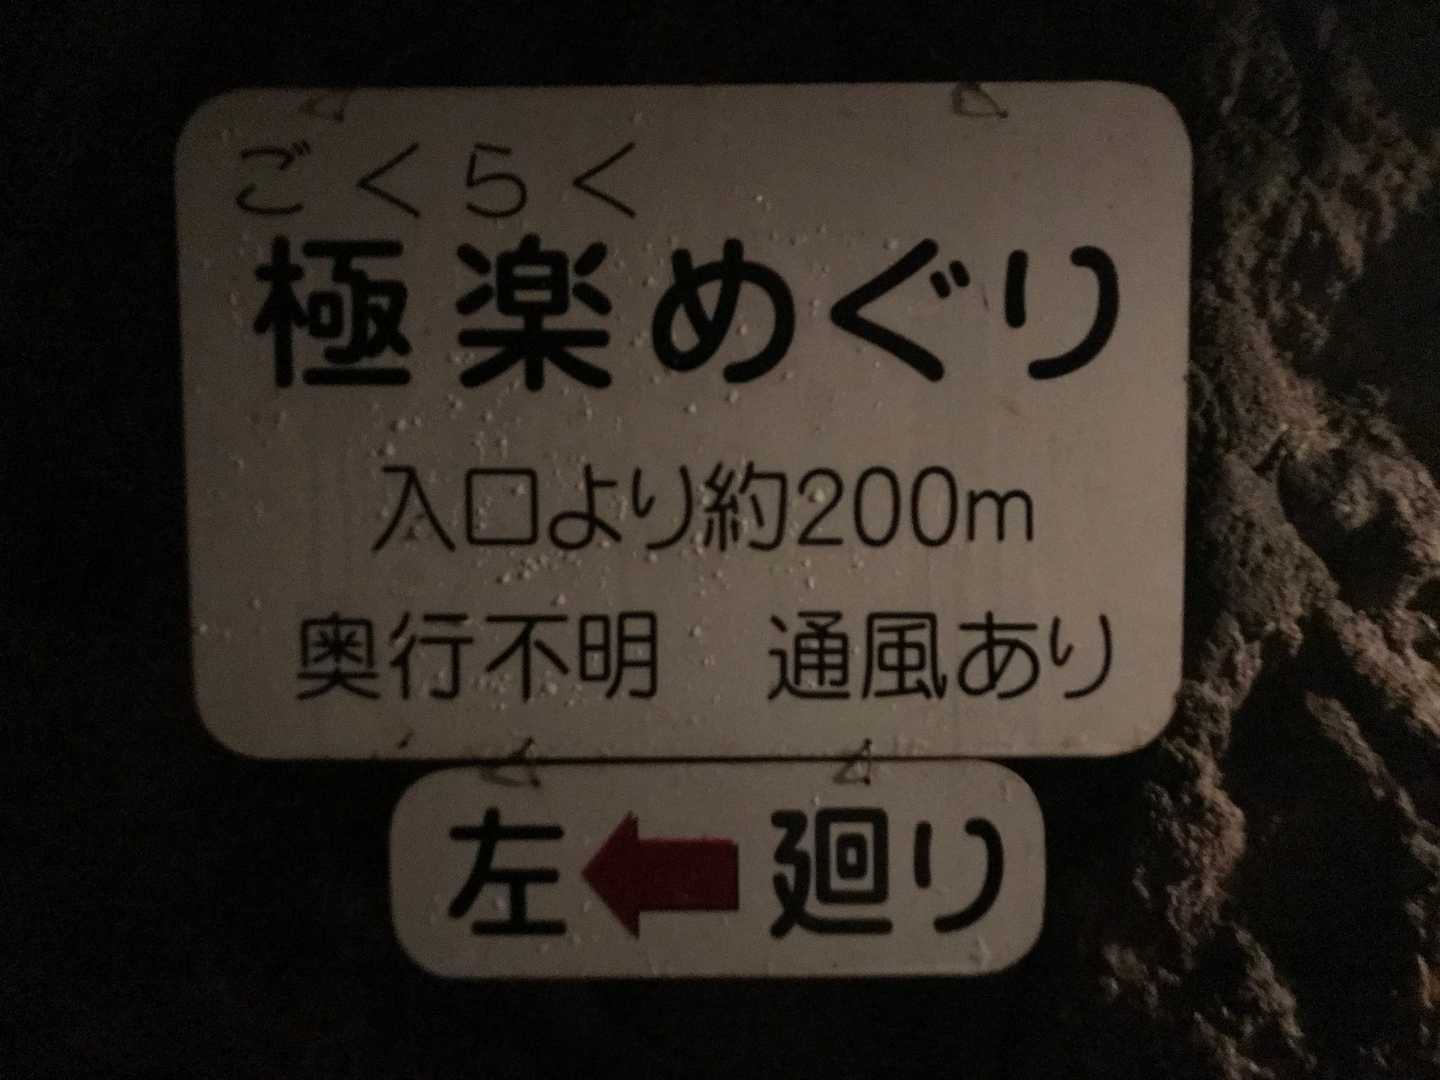 ごくらく
極楽めぐり
入口より約200m
奥行不明　通風あり
左←廻り